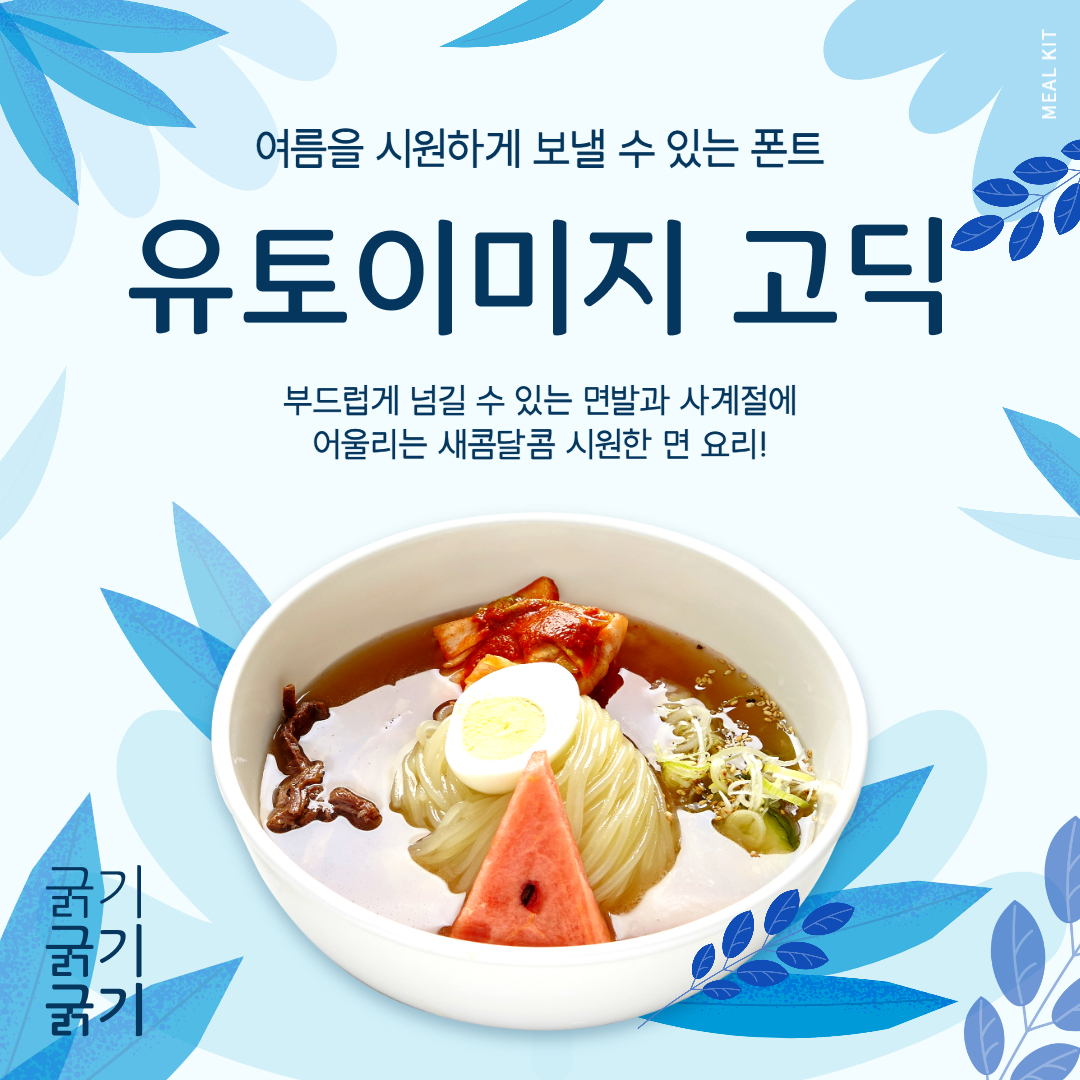 MEAL KIT
여름을 시원하게 보낼 수 있는 폰트
유토이미지 고딕
부드럽게 넘길 수 있는 면발과 사계절에
어울리는 새콤달콤 시원한 면 요리!
굵기
굵기
굵기